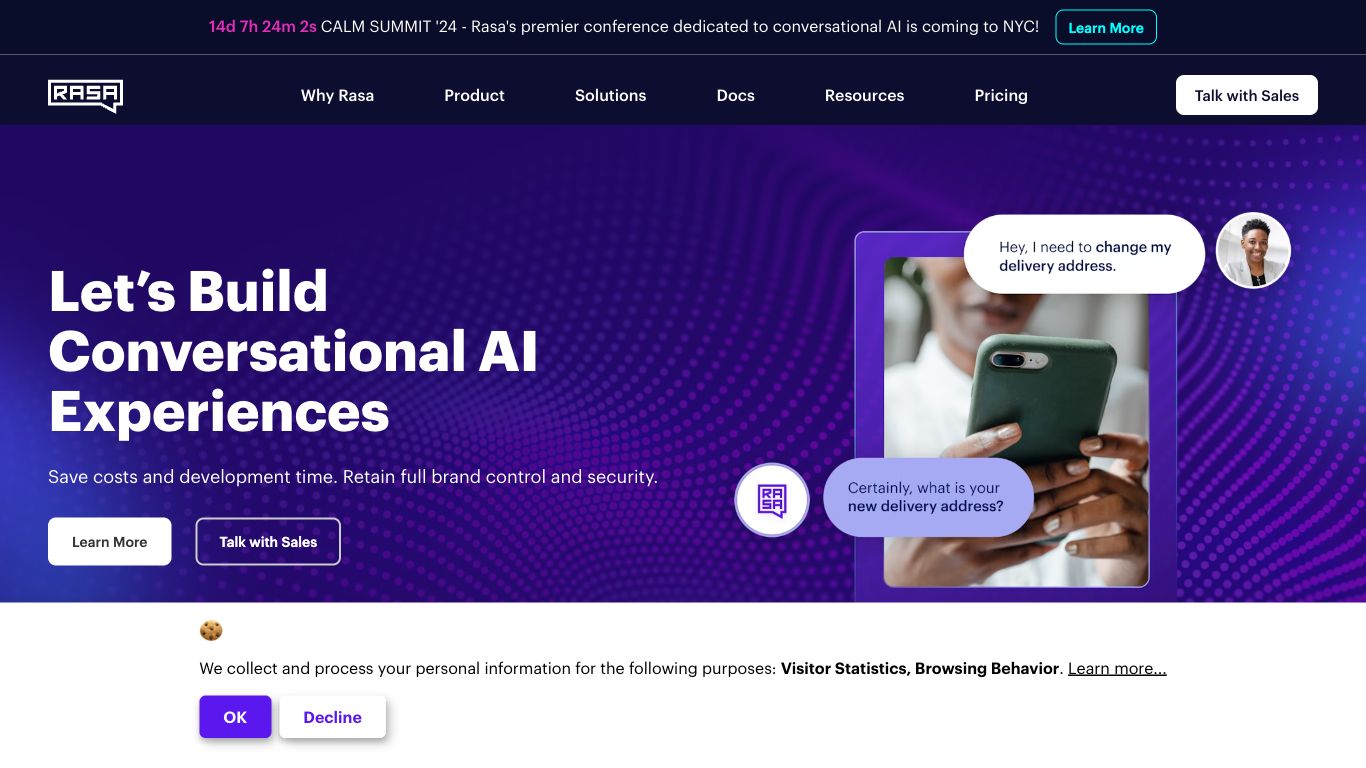 14d 7h 24m 2s CALM SUMMIT '24 - Rasa's premier conference dedicated to conversational AI is coming to NYC!
Learn More
RASA
Why Rasa
Product
Solutions
Docs
Resources
Pricing
Talk with Sales
Let’s Build
Conversational AI
Experiences
Save costs and development time. Retain full brand control and security.
Learn More
Talk with Sales
Hey, I need to change my
delivery address.
RA
SA
Certainly, what is your
new delivery address?
We collect and process your personal information for the following purposes: Visitor Statistics, Browsing Behavior. Learn more...
OK
Decline